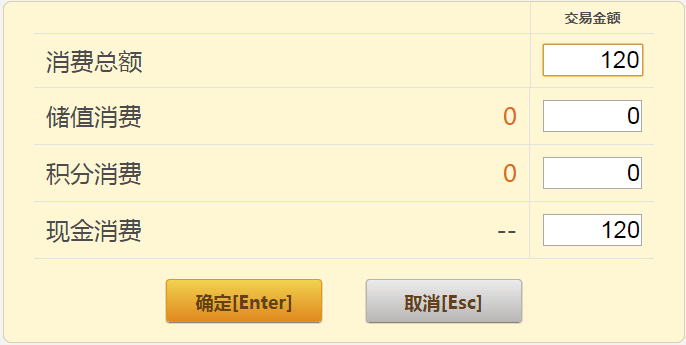 交易金额
消费总额 120
储值消费 0 0
积分消费 0 0
现金消费 -- 120
确定[Enter] 取消[Esc]